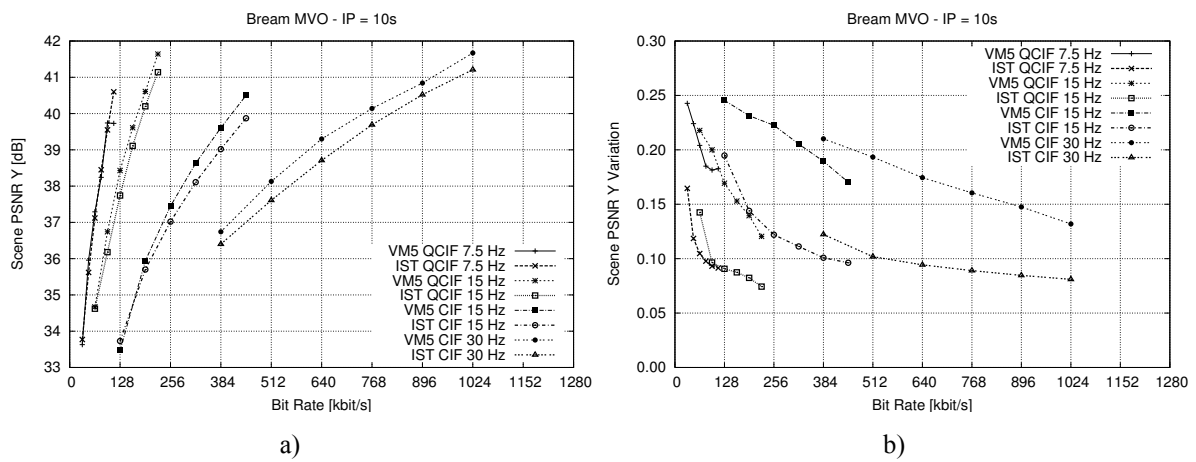 Bream MVO - IP = 10s
42
41
40
39
38
37
36
35
34
33
Scene PSNR Y [dB]
VM5 QCIF 7.5 Hz
IST QCIF 7.5 Hz
VM5 QCIF 15 Hz
IST QCIF 15 Hz
VM5 CIF 15 Hz
IST CIF 15 Hz
VM5 CIF 30 Hz
IST CIF 30 Hz
0 128 256 384 512 640 768 896 1024 1152 1280
Bit Rate [kbit/s]
a)
Bream MVO - IP = 10s
0.30
0.25
0.20
0.15
0.10
0.05
0.00
Scene PSNR Y Variation
VM5 QCIF 7.5 Hz
IST QCIF 7.5 Hz
VM5 QCIF 15 Hz
IST QCIF 15 Hz
VM5 CIF 15 Hz
IST CIF 15 Hz
VM5 CIF 30 Hz
IST CIF 30 Hz
0 128 256 384 512 640 768 896 1024 1152 1280
Bit Rate [kbit/s]
b)